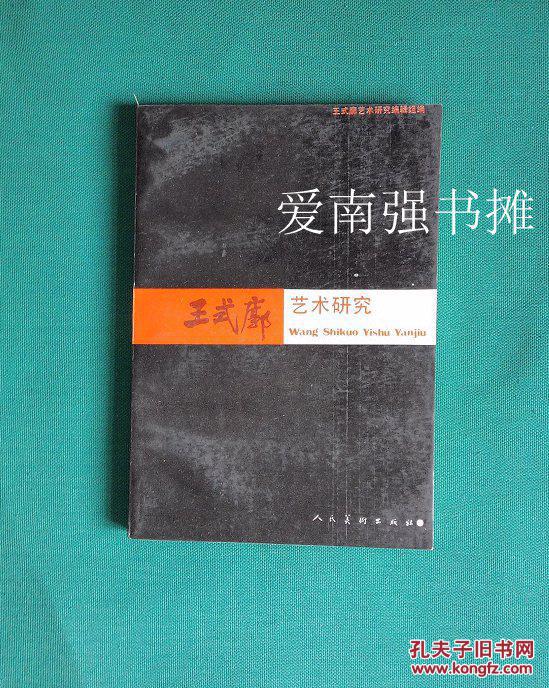 王式廓艺术研究编辑组编
爱南强书摊
王式廓
艺术研究
Wang Shikuo Yishu Yanjiu
人民美术出版社
孔夫子旧书网
www.kongfz.com